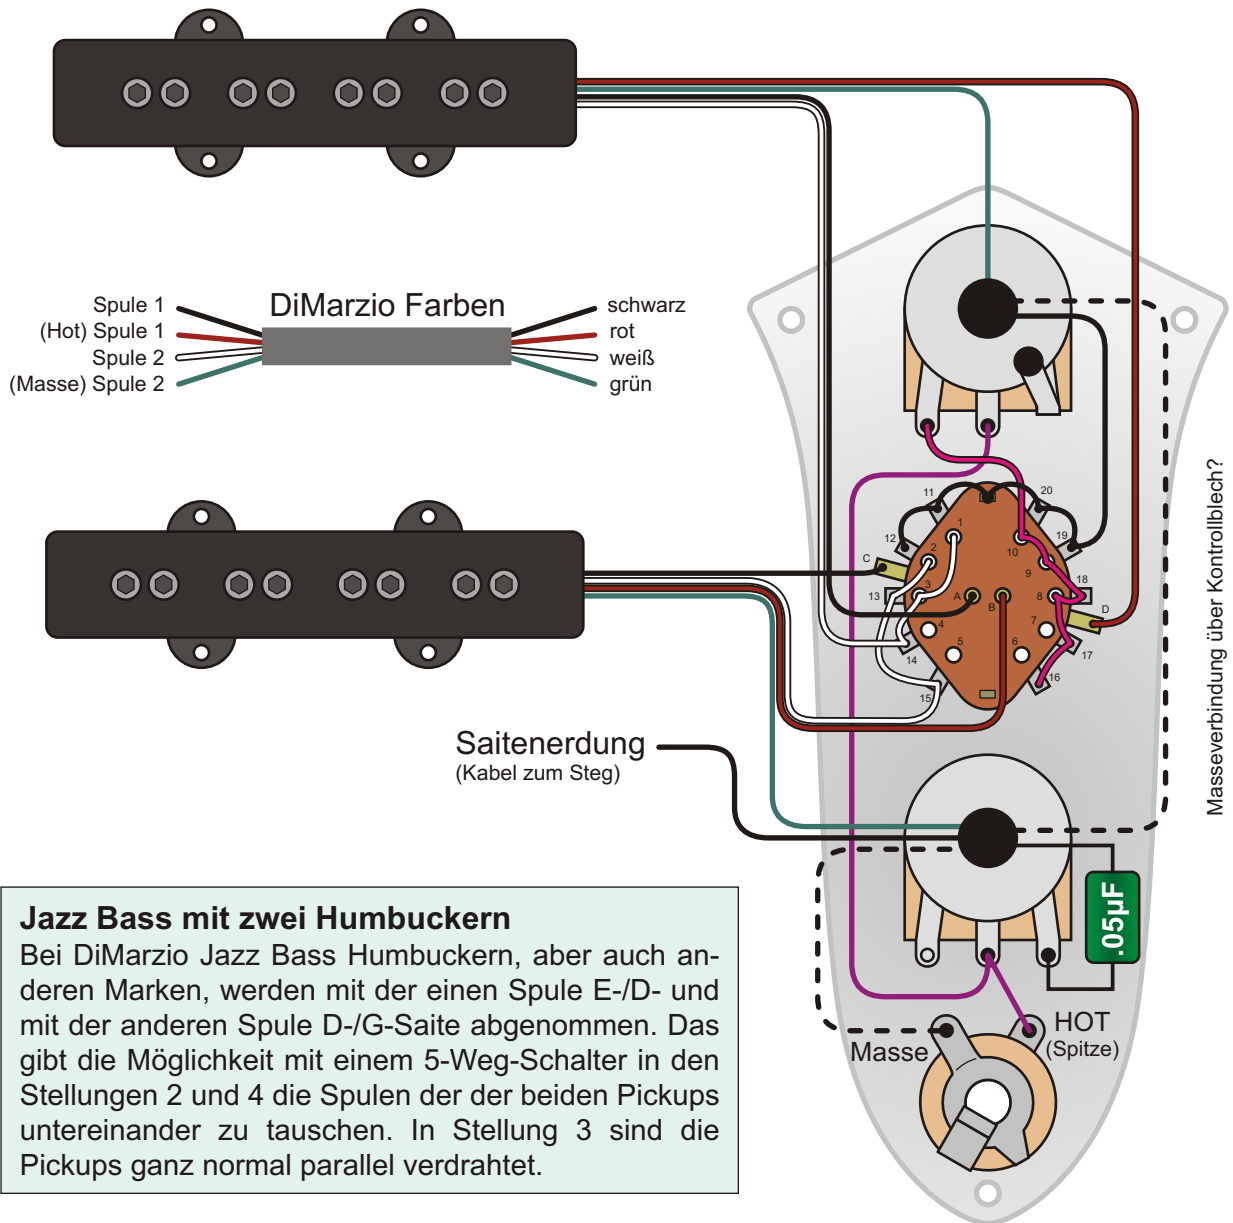 Spule 1
(Hot) Spule 1
Spule 2
(Masse) Spule 2
DiMarzio Farben
schwarz
rot
weiß
grün
Masseverbindung über Kontrollblech?
11
20
1
12
2
10
19
C
9
3
18
13
A
B
8
D
4
7
14
5
6
17
16
15
Saitenerdung
(Kabel zum Steg)
.05µF
Masse
HOT
(Spitze)
Jazz Bass mit zwei Humbuckern
Bei DiMarzio Jazz Bass Humbuckern, aber auch an-
deren Marken, werden mit der einen Spule E-/D- und
mit der anderen Spule D-/G-Saite abgenommen. Das
gibt die Möglichkeit mit einem 5-Weg-Schalter in den
Stellungen 2 und 4 die Spulen der der beiden Pickups
untereinander zu tauschen. In Stellung 3 sind die
Pickups ganz normal parallel verdrahtet.